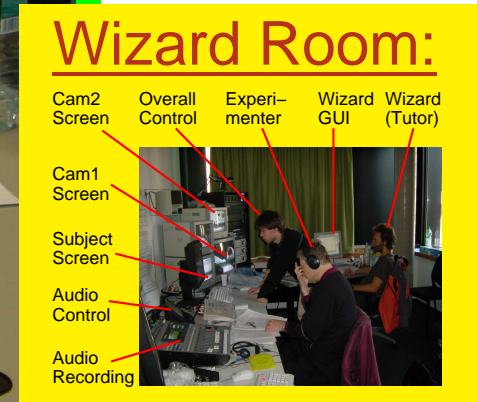 Wizard Room:
Cam2
Screen
Overall
Control
Experi–
menter
Wizard
GUI
Wizard
(Tutor)
Cam1
Screen
Subject
Screen
Audio
Control
Audio
Recording